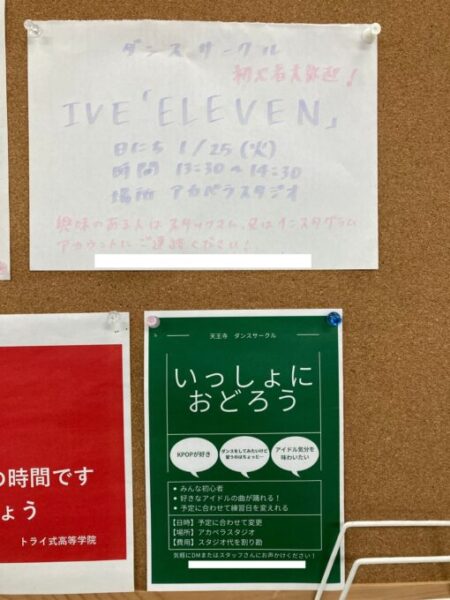 ダンスサークル
初心者大歓迎!
IVE「ELEVEN」
日にち 1/25(火)
時間 13:30~14:30
場所 アカペラスタジオ
興味のある人は スタッフさん、又はインスタグラム
アカウントに ご連絡ください!
の時間です
ょう
トライ式高等学院
天王寺 ダンスサークル
いっしょに
おどろう
KPOPが好き
ダンスをしてみたいけど
習うのはちょっと…
アイドル気分を
味わいたい
● みんな初心者
● 好きなアイドルの曲が踊れる!
● 予定に合わせて練習日を変えれる
【日時】予定に合わせて変更
【場所】アカペラスタジオ
【費用】スタジオ代を割り勘
気軽にDMまたはスタッフさんにお声かけください!